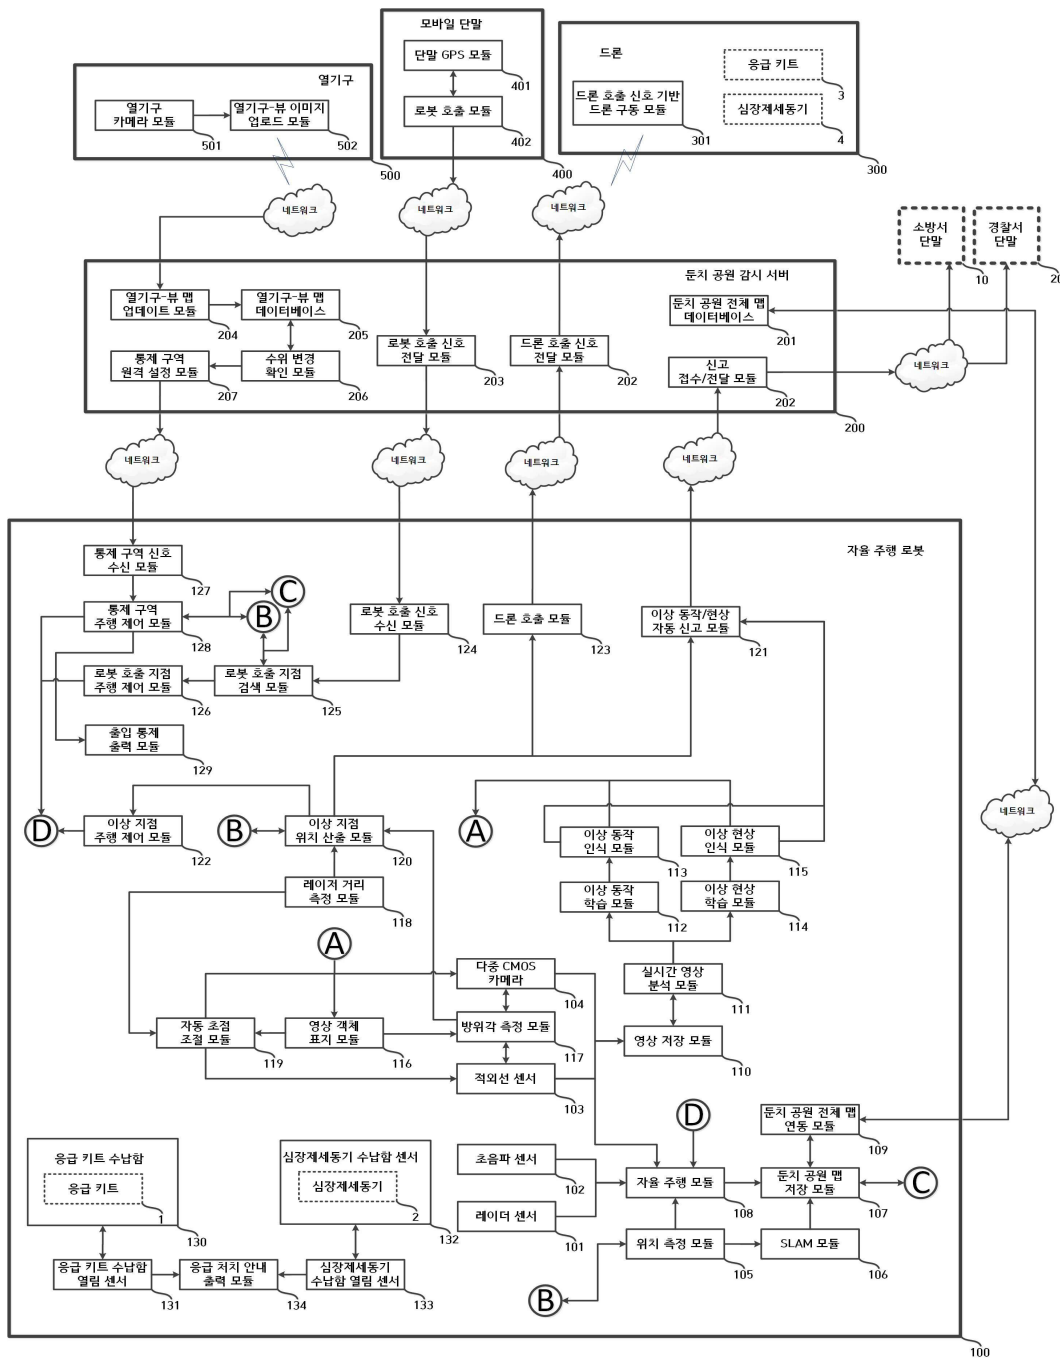 모바일 단말
단말 GPS 모듈
401
로봇 호출 모듈
402
400
열기구
열기구
카메라 모듈
501
열기구-뷰 이미지
업로드 모듈
502
500
드론
드론 호출 신호 기반
드론 구동 모듈
301
응급 키트
3
심장제세동기
4
300
네트워크
네트워크
네트워크
소방서
단말
10
경찰서
단말
20
둔치 공원 감시 서버
열기구-뷰 맵
업데이트 모듈
204
열기구-뷰 맵
데이터베이스
205
통제 구역
원격 설정 모듈
207
수위 변경
확인 모듈
206
로봇 호출 신호
전달 모듈
203
드론 호출 신호
전달 모듈
202
둔치 공원 전체 맵
데이터베이스
201
신고
접수/전달 모듈
202
200
네트워크
네트워크
네트워크
네트워크
네트워크
자율 주행 로봇
통제 구역 신호
수신 모듈
127
통제 구역
주행 제어 모듈
128
C
B
로봇 호출 신호
수신 모듈
124
드론 호출 모듈
123
이상 동작/현상
자동 신고 모듈
121
로봇 호출 지점
주행 제어 모듈
126
로봇 호출 지점
검색 모듈
125
출입 통제
출력 모듈
129
D
이상 지점
주행 제어 모듈
122
B
이상 지점
위치 산출 모듈
120
A
이상 동작
인식 모듈
113
이상 현상
인식 모듈
115
네트워크
레이저 거리
측정 모듈
118
이상 동작
학습 모듈
112
이상 현상
학습 모듈
114
A
다중 CMOS
카메라
104
실시간 영상
분석 모듈
111
자동 초점
조절 모듈
119
영상 객체
표지 모듈
116
방위각 측정 모듈
117
영상 저장 모듈
110
적외선 센서
103
D
둔치 공원 전체 맵
연동 모듈
109
응급 키트 수납함
응급 키트
1
130
심장제세동기 수납함 센서
심장제세동기
2
132
초음파 센서
102
자율 주행 모듈
108
둔치 공원 맵
저장 모듈
107
C
레이더 센서
101
위치 측정 모듈
105
SLAM 모듈
106
응급 키트 수납함
열림 센서
131
응급 처치 안내
출력 모듈
134
심장제세동기
수납함 열림 센서
133
B
100